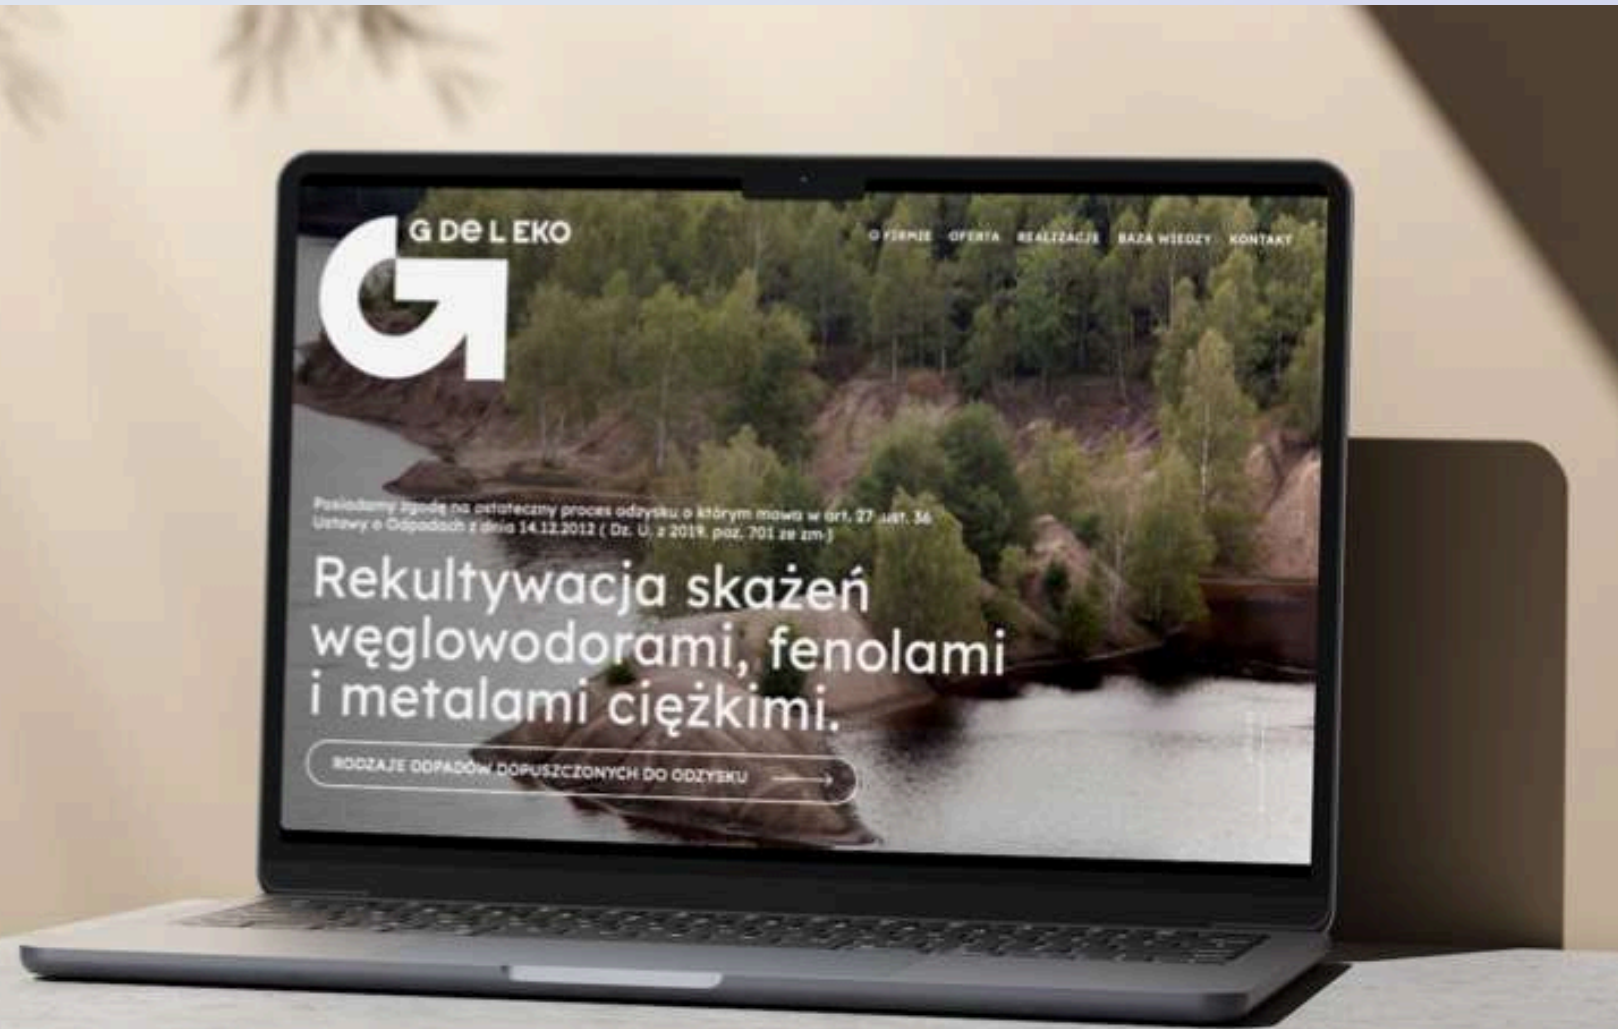 G DeL EKO
O FIRMIE OFERTA REALIZACJE BAZA WIEDZY KONTAKT
Posiadamy zgodę na ostateczny proces odzysku o którym mowa w art. 27 ust. 36
Ustawy o Odpadach z dnia 14.12.2012 ( Dz. U. z 2019. poz. 701 ze zm.)
Rekultywacja skażeń
węglowodorami, fenolami
i metalami ciężkimi.
RODZAJE ODPADÓW DOPUSZCZONYCH DO ODZYSKU